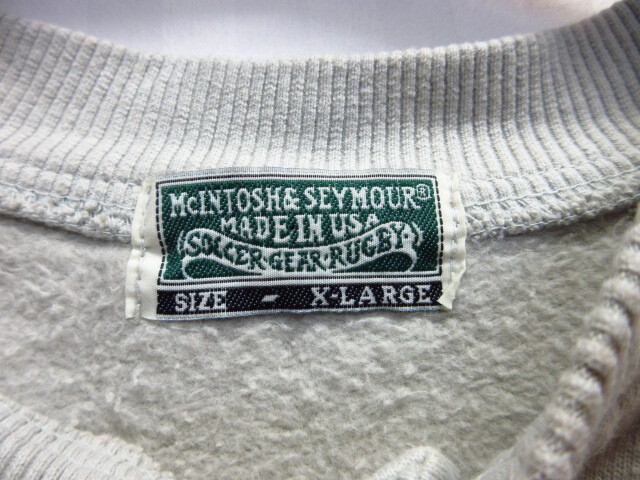 McINTOSH & SEYMOUR®
MADE IN USA
SOCCER·GEAR·RUGBY
SIZE - X-LARGE